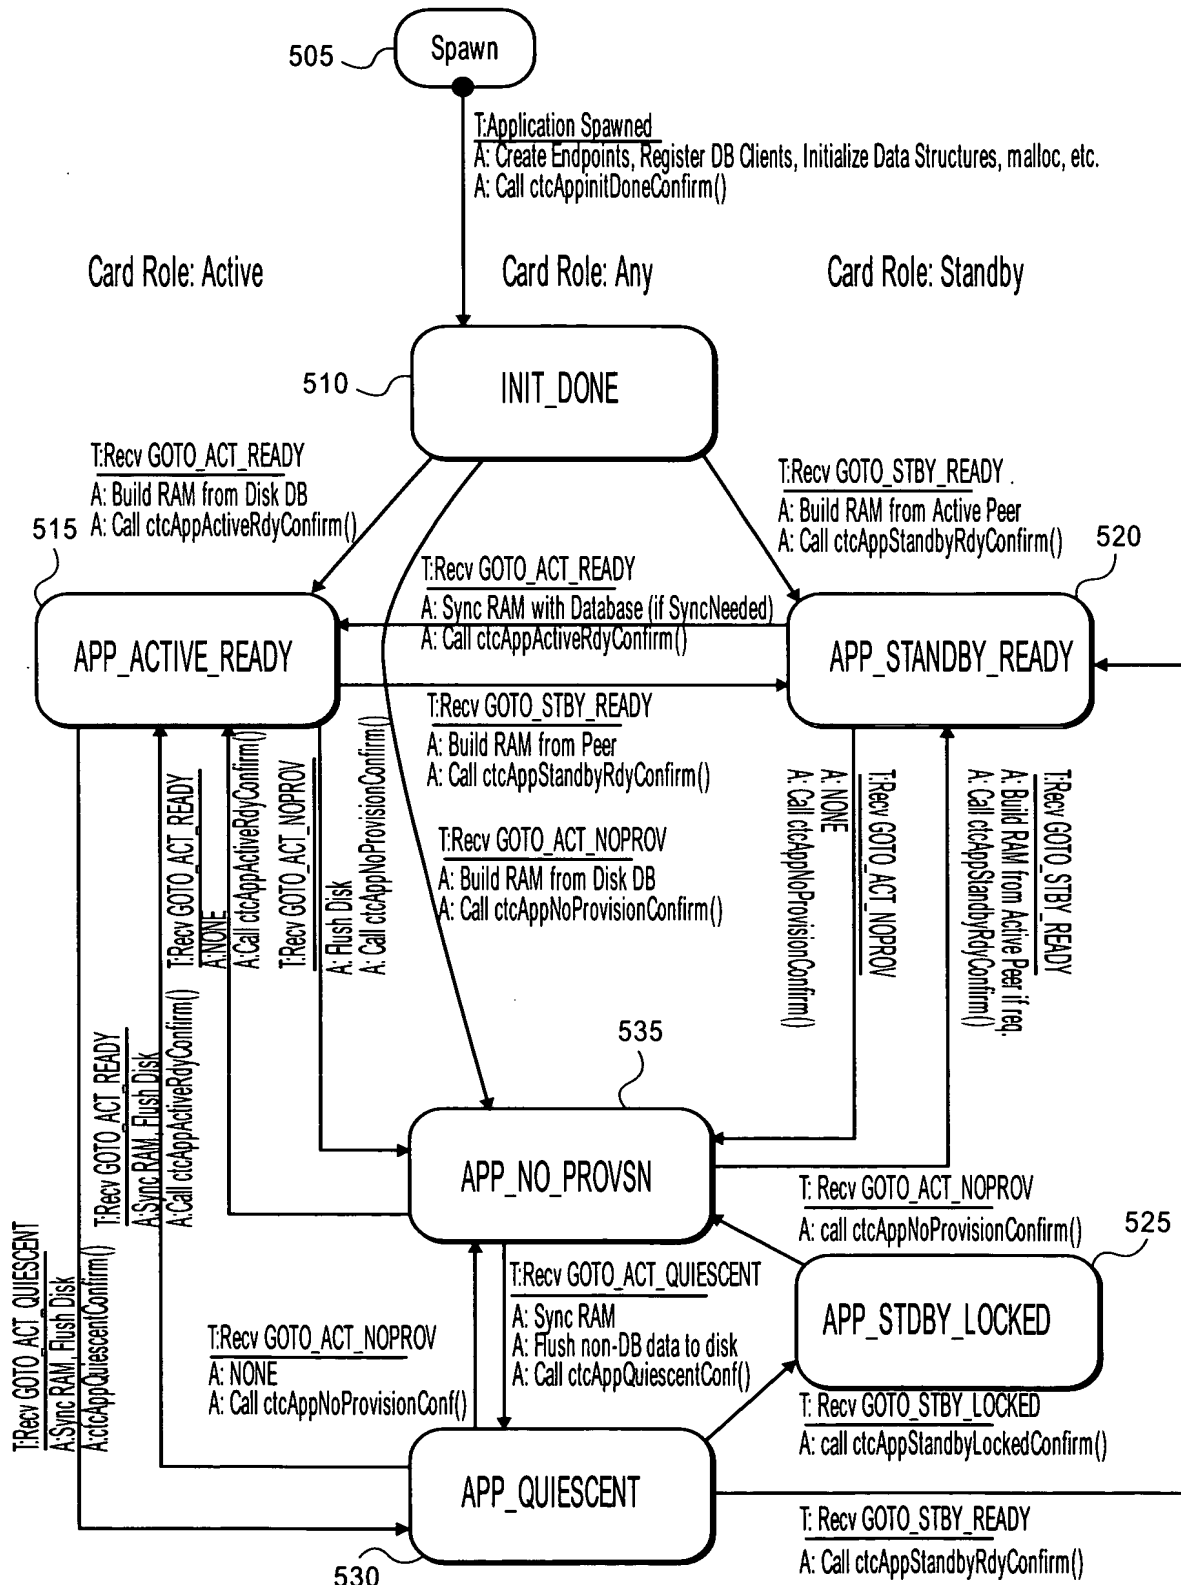 505
Spawn
T:Application Spawned
A: Create Endpoints, Register DB Clients, Initialize Data Structures, malloc, etc.
A: Call ctcAppinitDoneConfirm()
Card Role: Active
Card Role: Any
Card Role: Standby
510
INIT_DONE
T:Recv GOTO_ACT_READY
A: Build RAM from Disk DB
A: Call ctcAppActiveRdyConfirm()
T:Recv GOTO_STBY_READY
A: Build RAM from Active Peer
A: Call ctcAppStandbyRdyConfirm()
515
520
T:Recv GOTO_ACT_READY
A: Sync RAM with Database (if SyncNeeded)
A: Call ctcAppActiveRdyConfirm()
APP_ACTIVE_READY
APP_STANDBY_READY
T:Recv GOTO_STBY_READY
A: Build RAM from Peer
A: Call ctcAppStandbyRdyConfirm()
T:Recv GOTO_ACT_NOPROV
A: Build RAM from Disk DB
A: Call ctcAppNoProvisionConfirm()
T:Recv GOTO_ACT_READY
A:NONE
A:Call ctcAppActiveRdyConfirm()
T:Recv GOTO_ACT_NOPROV
A: Flush Disk
A: Call ctcAppNoProvisionConfirm()
T:Recv GOTO_ACT_NOPROV
A: NONE
A: Call ctcAppNoProvisionConfirm()
T:Recv GOTO_STBY_READY
A: Build RAM from Active Peer if req.
A: Call ctcAppStandbyRdyConfirm()
T:Recv GOTO_ACT_READY
A:Sync RAM, Flush Disk
A:Call ctcAppActiveRdyConfirm()
T:Recv GOTO_ACT_QUIESCENT
A:Sync RAM, Flush Disk
A:ctcAppQuiescentConfirm()
535
APP_NO_PROVSN
T: Recv GOTO_ACT_NOPROV
A: call ctcAppNoProvisionConfirm()
525
APP_STDBY_LOCKED
T:Recv GOTO_ACT_QUIESCENT
A: Sync RAM
A: Flush non-DB data to disk
A: Call ctcAppQuiescentConf()
T:Recv GOTO_ACT_NOPROV
A: NONE
A: Call ctcAppNoProvisionConf()
T: Recv GOTO_STBY_LOCKED
A: call ctcAppStandbyLockedConfirm()
APP_QUIESCENT
530
T: Recv GOTO_STBY_READY
A: Call ctcAppStandbyRdyConfirm()